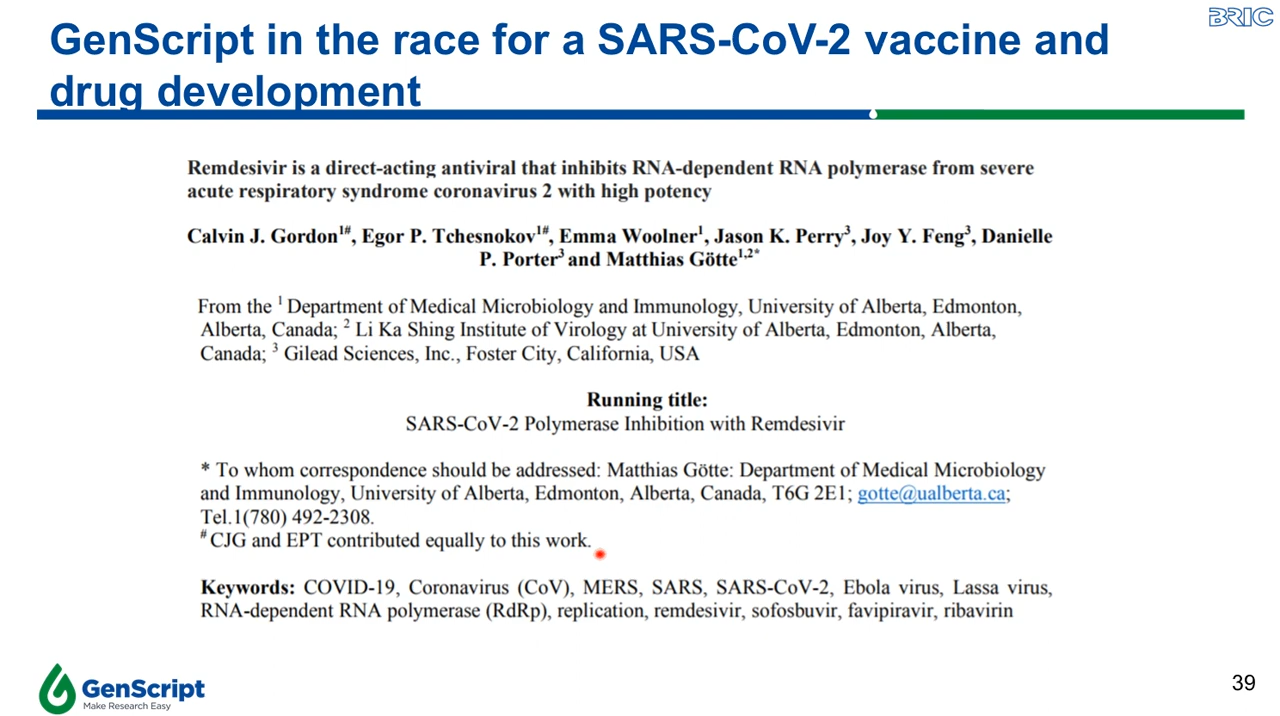 BRIC
GenScript in the race for a SARS-CoV-2 vaccine and
drug development
Remdesivir is a direct-acting antiviral that inhibits RNA-dependent RNA polymerase from severe
acute respiratory syndrome coronavirus 2 with high potency
Calvin J. Gordon1#, Egor P. Tchesnokov1#, Emma Woolner1, Jason K. Perry3, Joy Y. Feng3, Danielle
P. Porter3 and Matthias Götte1,2*
From the 1 Department of Medical Microbiology and Immunology, University of Alberta, Edmonton,
Alberta, Canada; 2 Li Ka Shing Institute of Virology at University of Alberta, Edmonton, Alberta,
Canada; 3 Gilead Sciences, Inc., Foster City, California, USA
Running title:
SARS-CoV-2 Polymerase Inhibition with Remdesivir
* To whom correspondence should be addressed: Matthias Götte: Department of Medical Microbiology
and Immunology, University of Alberta, Edmonton, Alberta, Canada, T6G 2E1; gotte@ualberta.ca;
Tel.1(780) 492-2308.
# CJG and EPT contributed equally to this work.
Keywords: COVID-19, Coronavirus (CoV), MERS, SARS, SARS-CoV-2, Ebola virus, Lassa virus,
RNA-dependent RNA polymerase (RdRp), replication, remdesivir, sofosbuvir, favipiravir, ribavirin
GenScript
Make Research Easy
39